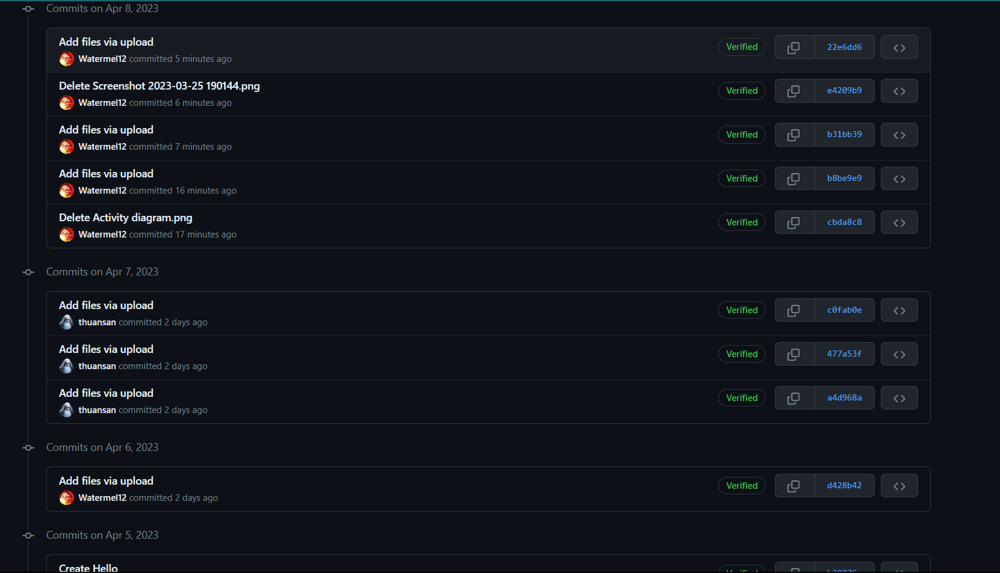 Commits on Apr 8, 2023
Add files via upload
Watermel12 committed 5 minutes ago
Verified
22e6dd6
Delete Screenshot 2023-03-25 190144.png
Watermel12 committed 6 minutes ago
Verified
e4209b9
Add files via upload
Watermel12 committed 7 minutes ago
Verified
b31bb39
Add files via upload
Watermel12 committed 16 minutes ago
Verified
b8be9e9
Delete Activity diagram.png
Watermel12 committed 17 minutes ago
Verified
cbda8c8
Commits on Apr 7, 2023
Add files via upload
thuansan committed 2 days ago
Verified
c0fab0e
Add files via upload
thuansan committed 2 days ago
Verified
477a53f
Add files via upload
thuansan committed 2 days ago
Verified
a4d968a
Commits on Apr 6, 2023
Add files via upload
Watermel12 committed 2 days ago
Verified
d428b42
Commits on Apr 5, 2023
Create Hello
Verified